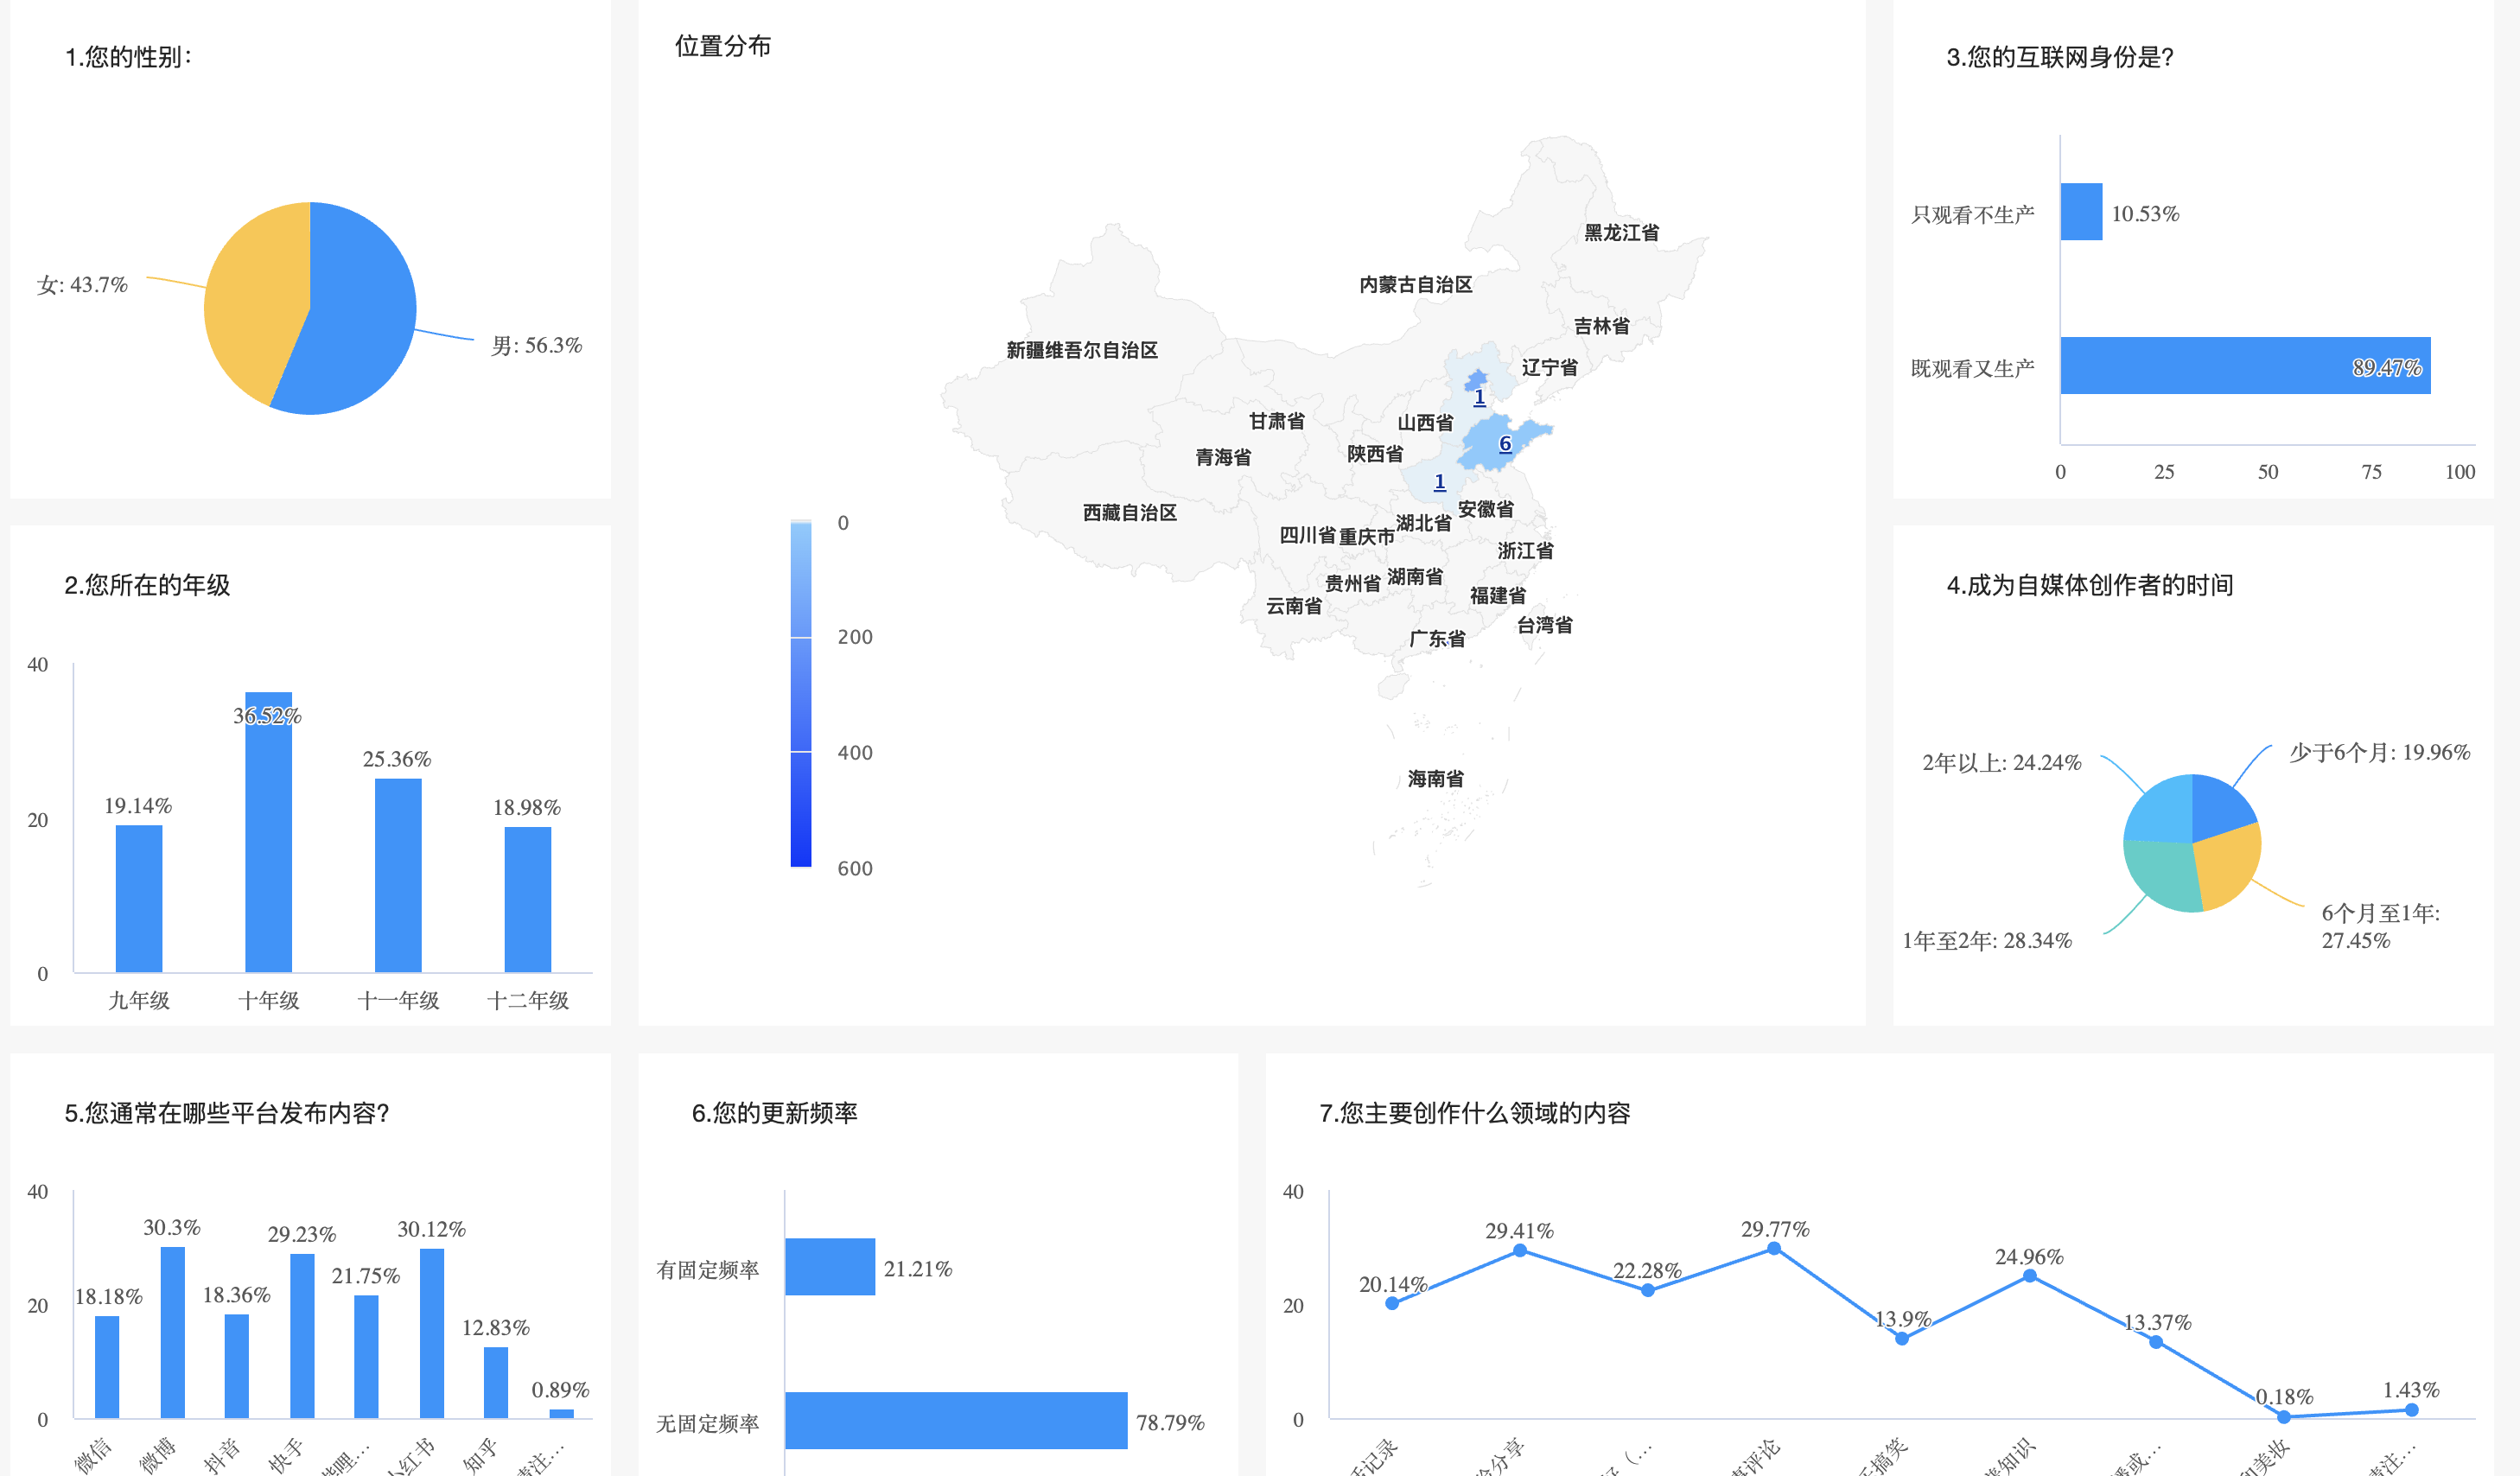 1.您的性别：
女: 43.7%
男: 56.3%
位置分布
黑龙江省
内蒙古自治区
吉林省
新疆维吾尔自治区
辽宁省
1
甘肃省
山西省
6
青海省
陕西省
1
西藏自治区
安徽省
湖北省
四川省
重庆市
浙江省
贵州省
湖南省
云南省
福建省
台湾省
广东省
海南省
0
200
400
600
3.您的互联网身份是？
只观看不生产
10.53%
既观看又生产
89.47%
0 25 50 75 100
2.您所在的年级
40
20
0
19.14%
36.52%
25.36%
18.98%
九年级 十年级 十一年级 十二年级
4.成为自媒体创作者的时间
2年以上: 24.24%
少于6个月: 19.96%
1年至2年: 28.34%
6个月至1年:
27.45%
5.您通常在哪些平台发布内容？
40
20
0
18.18%
30.3%
18.36%
29.23%
21.75%
30.12%
12.83%
0.89%
微信
微博
抖音
快手
哩…
红书
知乎
注…
6.您的更新频率
有固定频率
21.21%
无固定频率
78.79%
7.您主要创作什么领域的内容
40
20
0
20.14%
29.41%
22.28%
29.77%
13.9%
24.96%
13.37%
0.18%
1.43%
记录
分享
（…
评论
搞笑
知识
或…
美妆
注…